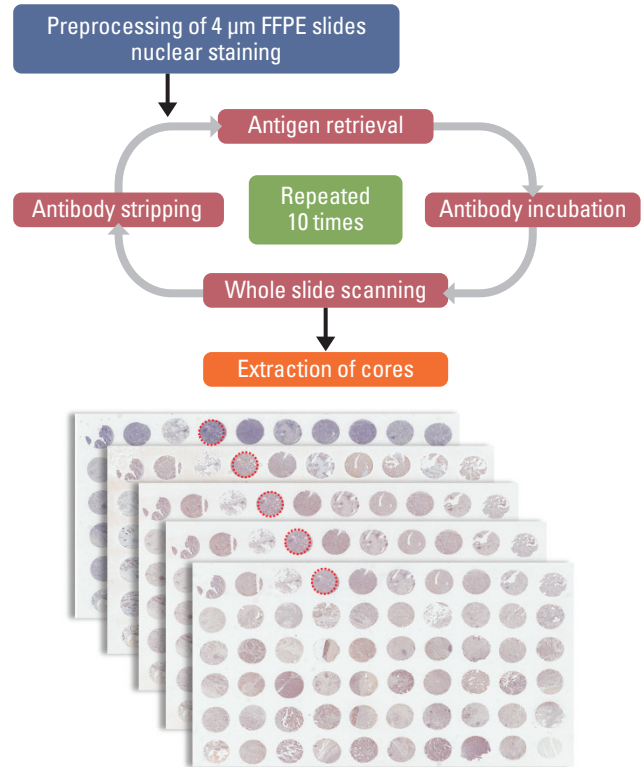 Preprocessing of 4 µm FFPE slides
nuclear staining
Antigen retrieval
Antibody stripping
Repeated
10 times
Antibody incubation
Whole slide scanning
Extraction of cores